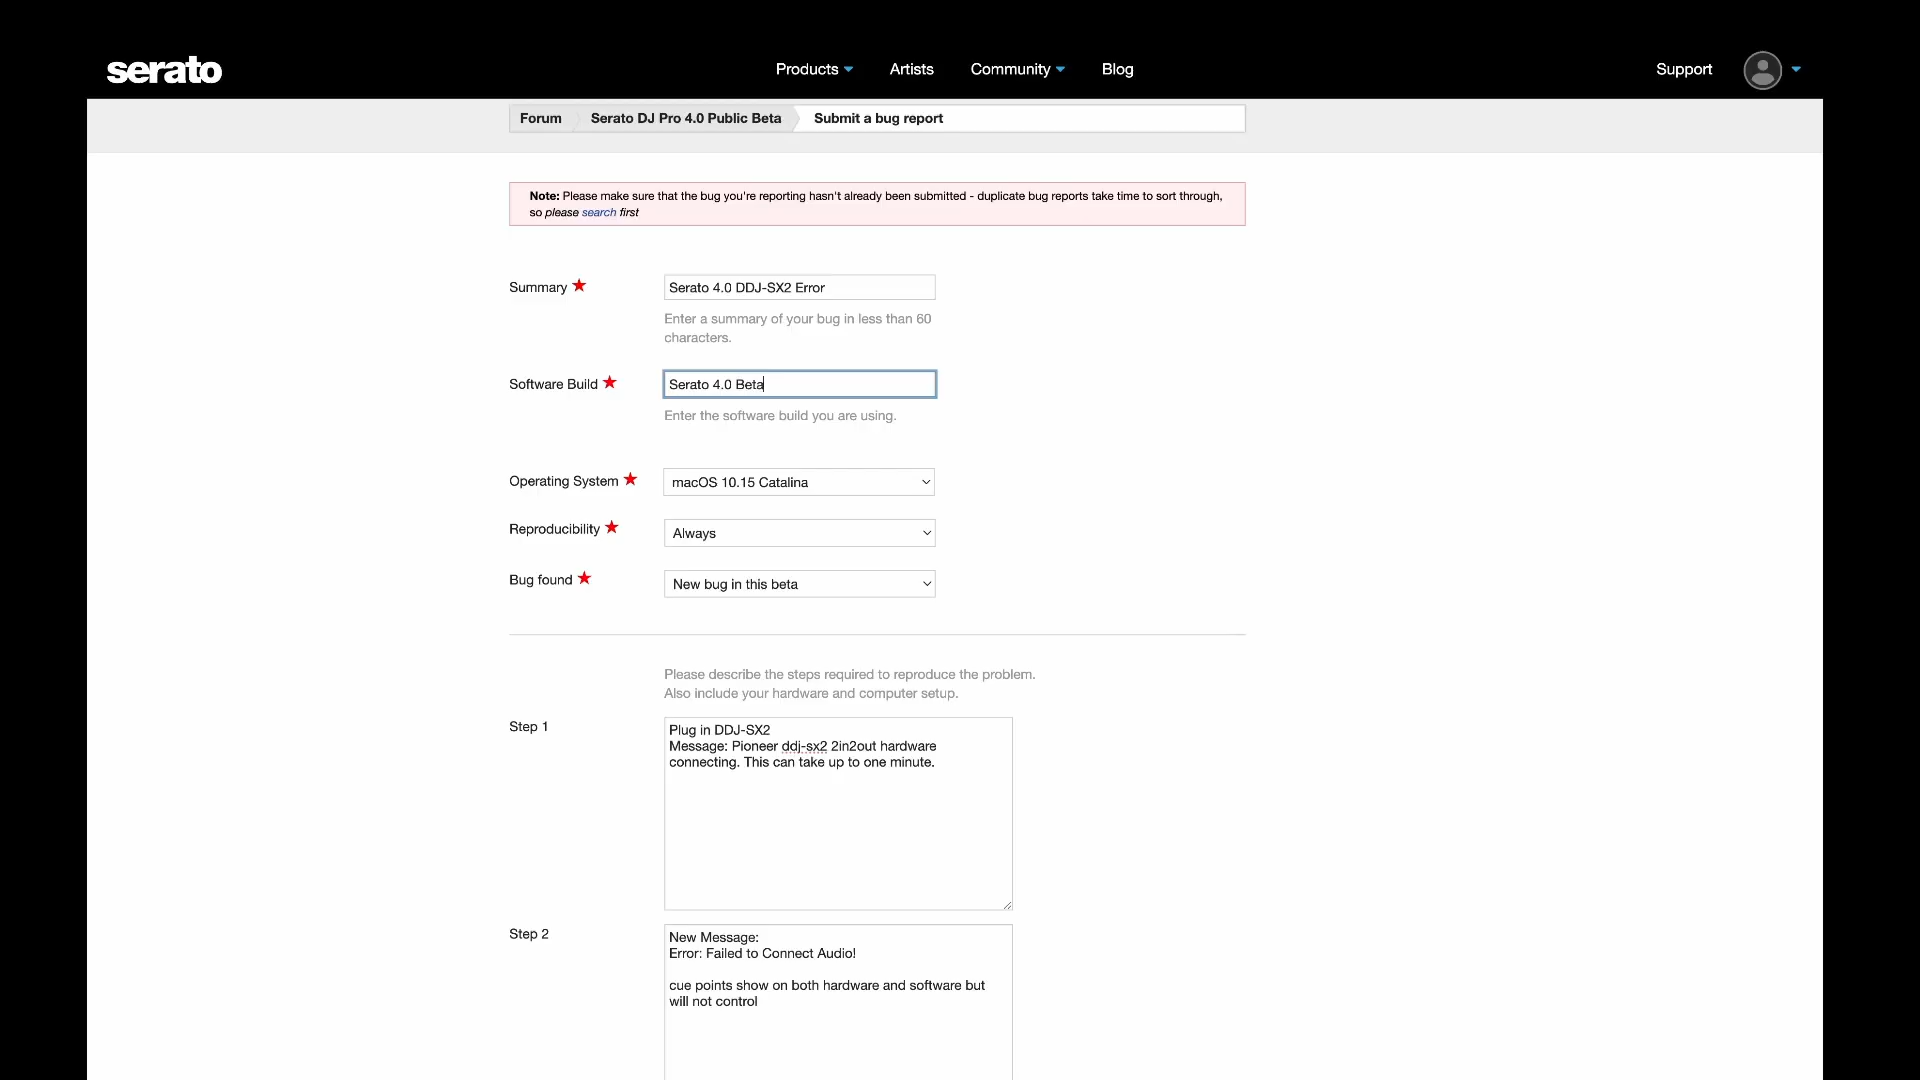 serato
Products
Artists
Community
Blog
Support
Forum
Serato DJ Pro 4.0 Public Beta
Submit a bug report
Note: Please make sure that the bug you're reporting hasn't already been submitted - duplicate bug reports take time to sort through,
so please search first
Summary
Serato 4.0 DDJ-SX2 Error
Enter a summary of your bug in less than 60
characters.
Software Build
Serato 4.0 Beta
Enter the software build you are using.
Operating System
macOS 10.15 Catalina
Reproducibility
Always
Bug found
New bug in this beta
Please describe the steps required to reproduce the problem.
Also include your hardware and computer setup.
Step 1
Plug in DDJ-SX2
Message: Pioneer ddj-sx2 2in2out hardware
connecting. This can take up to one minute.
Step 2
New Message:
Error: Failed to Connect Audio!
cue points show on both hardware and software but
will not control